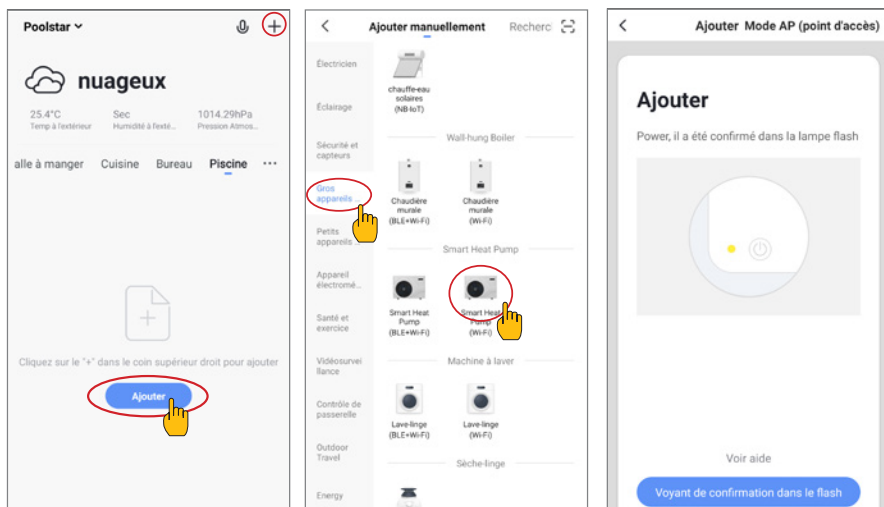 Poolstar
nuageux
25.4°C Sec 1014.29hPa
Temp à l'extérieur Humidité à l'exté... Pression Atmos...
alle à manger Cuisine Bureau Piscine ...
Cliquez sur le "+" dans le coin supérieur droit pour ajouter
Ajouter
Ajouter manuellement Recherc
Électricien
Éclairage
Sécurité et
capteurs
Gros
appareils ...
Petits
appareils ...
Appareil
électromé...
Santé et
exercice
Vidéosurvei
llance
Contrôle de
passerelle
Outdoor
Travel
Energy
chauffe-eau
solaires
(NB-IoT)
Wall-hung Boiler
Chaudière
murale
(BLE+Wi-Fi)
Chaudière
murale
(Wi-Fi)
Smart Heat Pump
Smart Heat
Pump
(BLE+Wi-Fi)
Smart Heat
Pump
(Wi-Fi)
Machine à laver
Lave-linge
(BLE+Wi-Fi)
Lave-linge
(Wi-Fi)
Sèche-linge
Ajouter Mode AP (point d'accès)
Ajouter
Power, il a été confirmé dans la lampe flash
Voir aide
Voyant de confirmation dans le flash